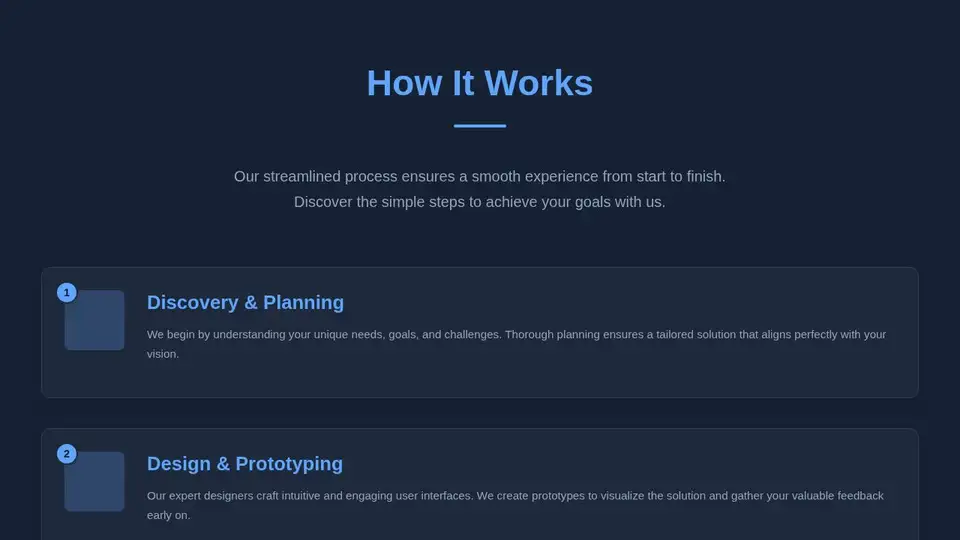 How It Works
Our streamlined process ensures a smooth experience from start to finish.
Discover the simple steps to achieve your goals with us.
1
Discovery & Planning
We begin by understanding your unique needs, goals, and challenges. Thorough planning ensures a tailored solution that aligns perfectly with your
vision.
2
Design & Prototyping
Our expert designers craft intuitive and engaging user interfaces. We create prototypes to visualize the solution and gather your valuable feedback
early on.